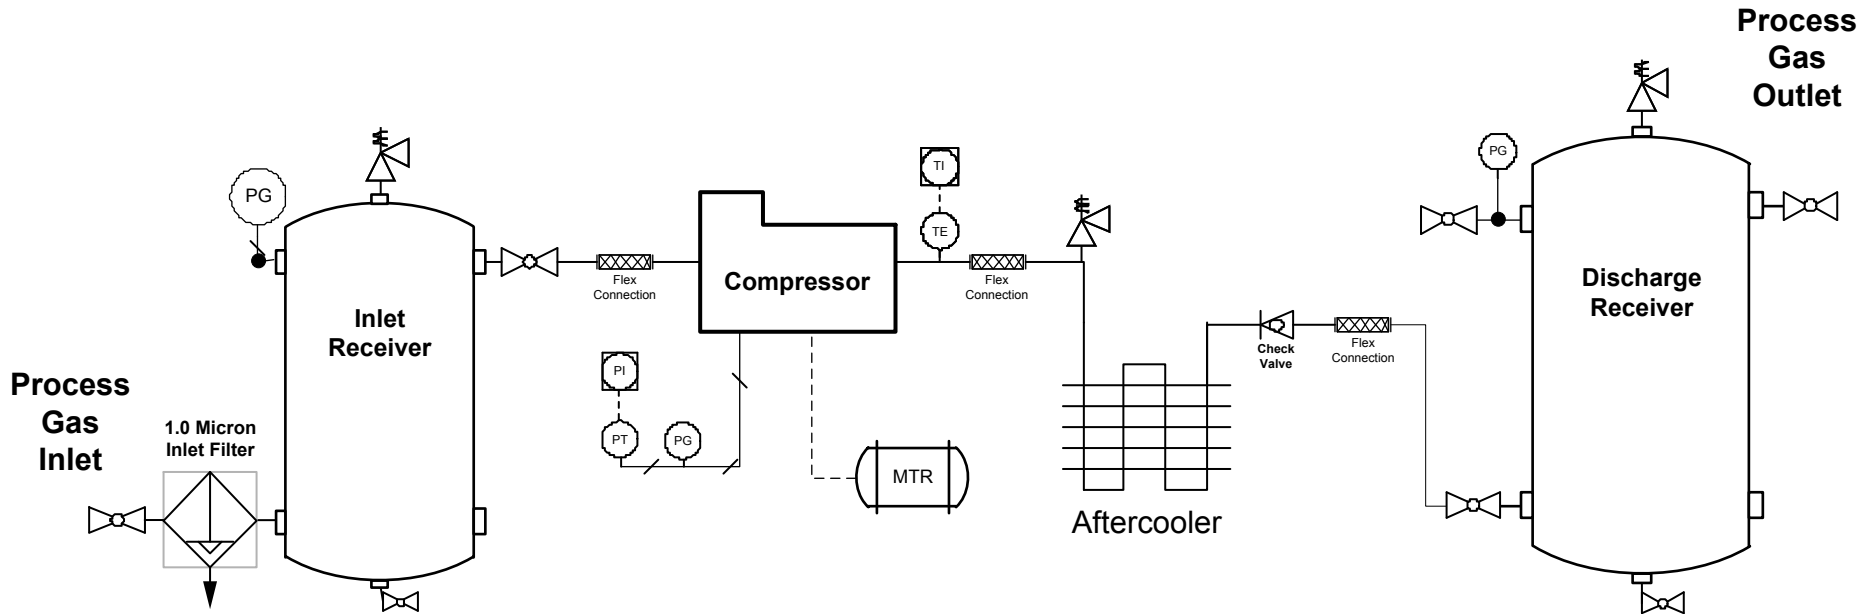 Process
Gas
Inlet
1.0 Micron
Inlet Filter
PG
Inlet
Receiver
Flex
Connection
Compressor
PI
PT
PG
MTR
TI
TE
Flex
Connection
Aftercooler
Check
Valve
Flex
Connection
PG
Discharge
Receiver
Process
Gas
Outlet